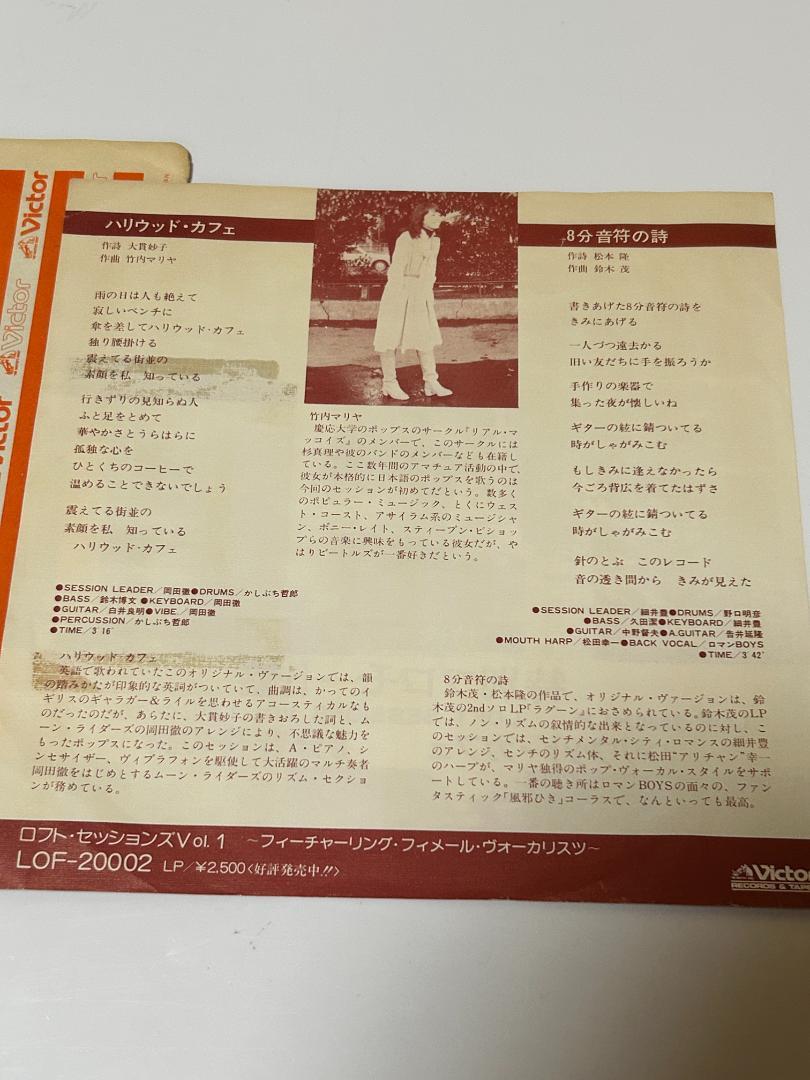 Victor
Victor
Victor
ハリウッド・カフェ
作詩 大貫妙子
作曲 竹内マリヤ
雨の日は人も絶えて
寂しいベンチに
傘を差してハリウッド・カフェ
独り腰掛ける
震えてる街並の
素顔を私 知っている
行きずりの見知らぬ人
ふと足をとめて
華やかさとうらはらに
孤独な心を
ひとくちのコーヒーで
温めることできないでしょう
震えてる街並の
素顔を私 知っている
ハリウッド・カフェ
●SESSION LEADER/岡田徹●DRUMS/かしぶち哲郎
●BASS/鈴木博文 ●KEYBOARD/岡田徹
●GUITAR/白井良明●VIBE./岡田徹
●PERCUSSION/かしぶち哲郎
●TIME/3′16″
ハリウッド・カフェ
英語で歌われていたこのオリジナル・ヴァージョンでは、韻
の踏みかたが印象的な英詞がついていて、曲調は、かってのイ
ギリスのギャラガー&ライルを思わせるアコースティカルなも
のだったのだが、あらたに、大貫妙子の書きおろした詞と、ム
ーン・ライダーズの岡田徹のアレンジにより、不思議な魅力を
もったポップスになった。このセッションは、A・ピアノ、シ
ンセサイザー、ヴィブラフォンを駆使して大活躍のマルチ奏者
岡田徹をはじめとするムーン・ライダーズのリズム・セクショ
ンが務めている。
竹内マリヤ
慶応大学のポップスのサークル『リアル・マ
ッコイズ』のメンバーで、このサークルには
杉真理や彼のバンドのメンバーなども在籍し
ている。ここ数年間のアマチュア活動の中で、
彼女が本格的に日本語のポップスを歌うのは
今回のセッションが初めてだという。数多く
のポピュラー・ミュージック、とくにウェス
ト・コースト、アサイラム系のミュージシャ
ン、ボニー・レイト、スティーブン・ビショッ
プらの音楽に興味をもっている彼女だが、や
はりビートルズが一番好きだという。
8分音符の詩
作詩 松本 隆
作曲 鈴木 茂
書きあげた8分音符の詩を
きみにあげる
一人づつ遠去かる
旧い友だちに手を振ろうか
手作りの楽器で
集った夜が懐しいね
ギターの絃に錆ついてる
時がしゃがみこむ
もしきみに逢えなかったら
今ごろ背広を着てたはずさ
ギターの絃に錆ついてる
時がしゃがみこむ
針のとぶ このレコード
音の透き間から きみが見えた
●SESSION LEADER/細井豊●DRUMS/野口明彦
●BASS/久田潔●KEYBOARD/細井豊
●GUITAR/中野督夫●A.GUITAR/告井延隆
●MOUTH HARP/松田幸一●BACK VOCAL/ロマンBOYS
●TIME/3′42″
8分音符の詩
鈴木茂・松本隆の作品で、オリジナル・ヴァージョンは、鈴
木茂の2ndソロLP『ラグーン』におさめられている。鈴木茂のLP
では、ノン・リズムの叙情的な出来となっているのに対し、こ
のセッションでは、センチメンタル・シティ・ロマンスの細井豊
のアレンジ、センチのリズム体、それに松田“アリチャン”幸一
のハープが、マリヤ独得のポップ・ヴォーカル・スタイルをサポ
ートしている。一番の聴き所はロマンBOYSの面々の、ファン
タスティック「風邪ひき」コーラスで、なんといっても最高。
ロフト・セッションズVol.1 〜フィーチャーリング・フィメール・ヴォーカリスツ〜
LOF-20002 LP/¥2,500〈好評発売中!!〉
Victor
RECORDS & TAPES